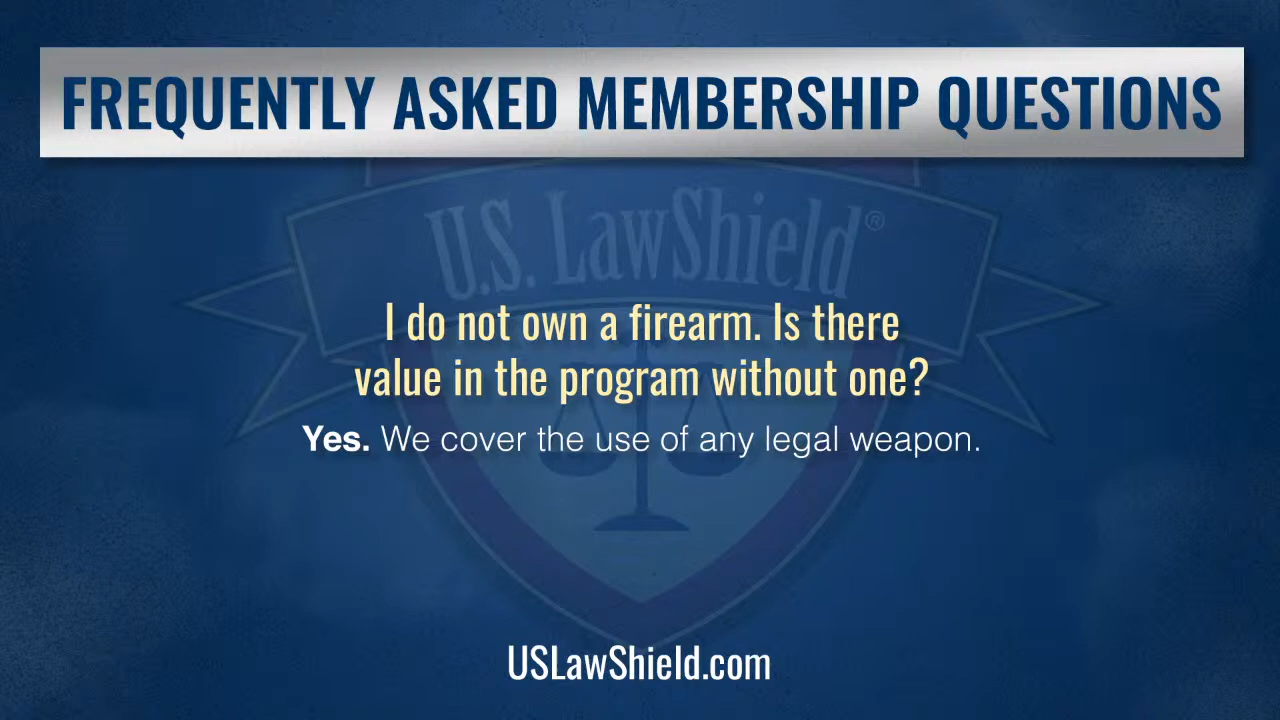 FREQUENTLY ASKED MEMBERSHIP QUESTIONS
U.S. LawShield®
I do not own a firearm. Is there
value in the program without one?
Yes. We cover the use of any legal weapon.
USLawShield.com